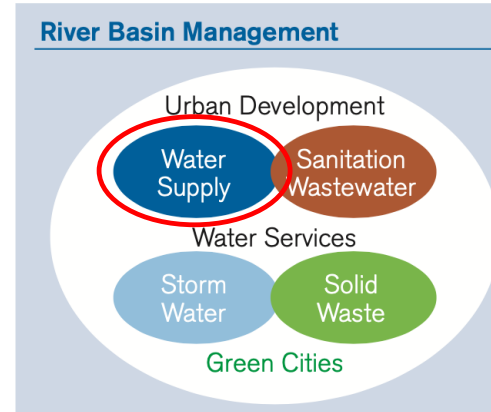 River Basin Management
Urban Development
Water
Supply
Sanitation
Wastewater
Water Services
Storm
Water
Solid
Waste
Green Cities